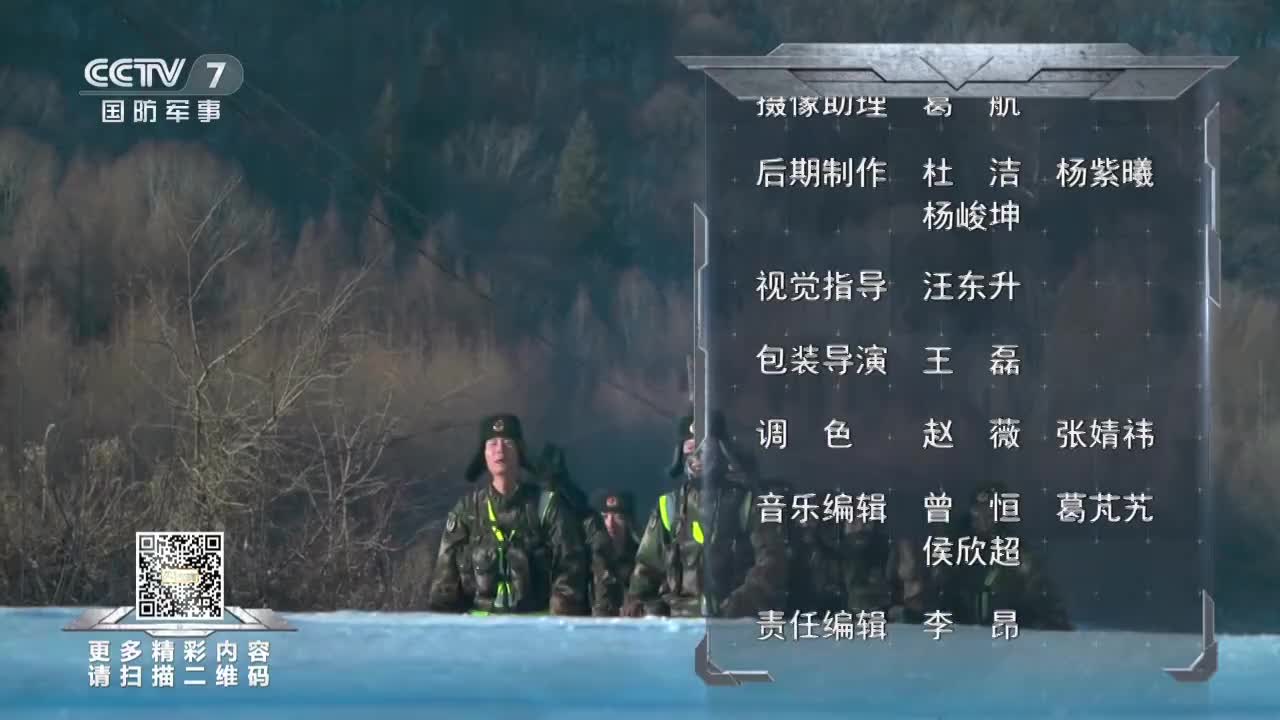 CCTV 7
国防军事
摄像助理 葛 航
后期制作 杜 洁 杨紫曦
杨峻坤
视觉指导 汪东升
包装导演 王 磊
调 色 赵 薇 张婧祎
音乐编辑 曾 恒 葛芃艽
侯欣超
责任编辑 李 昂
更多精彩内容
请扫描二维码